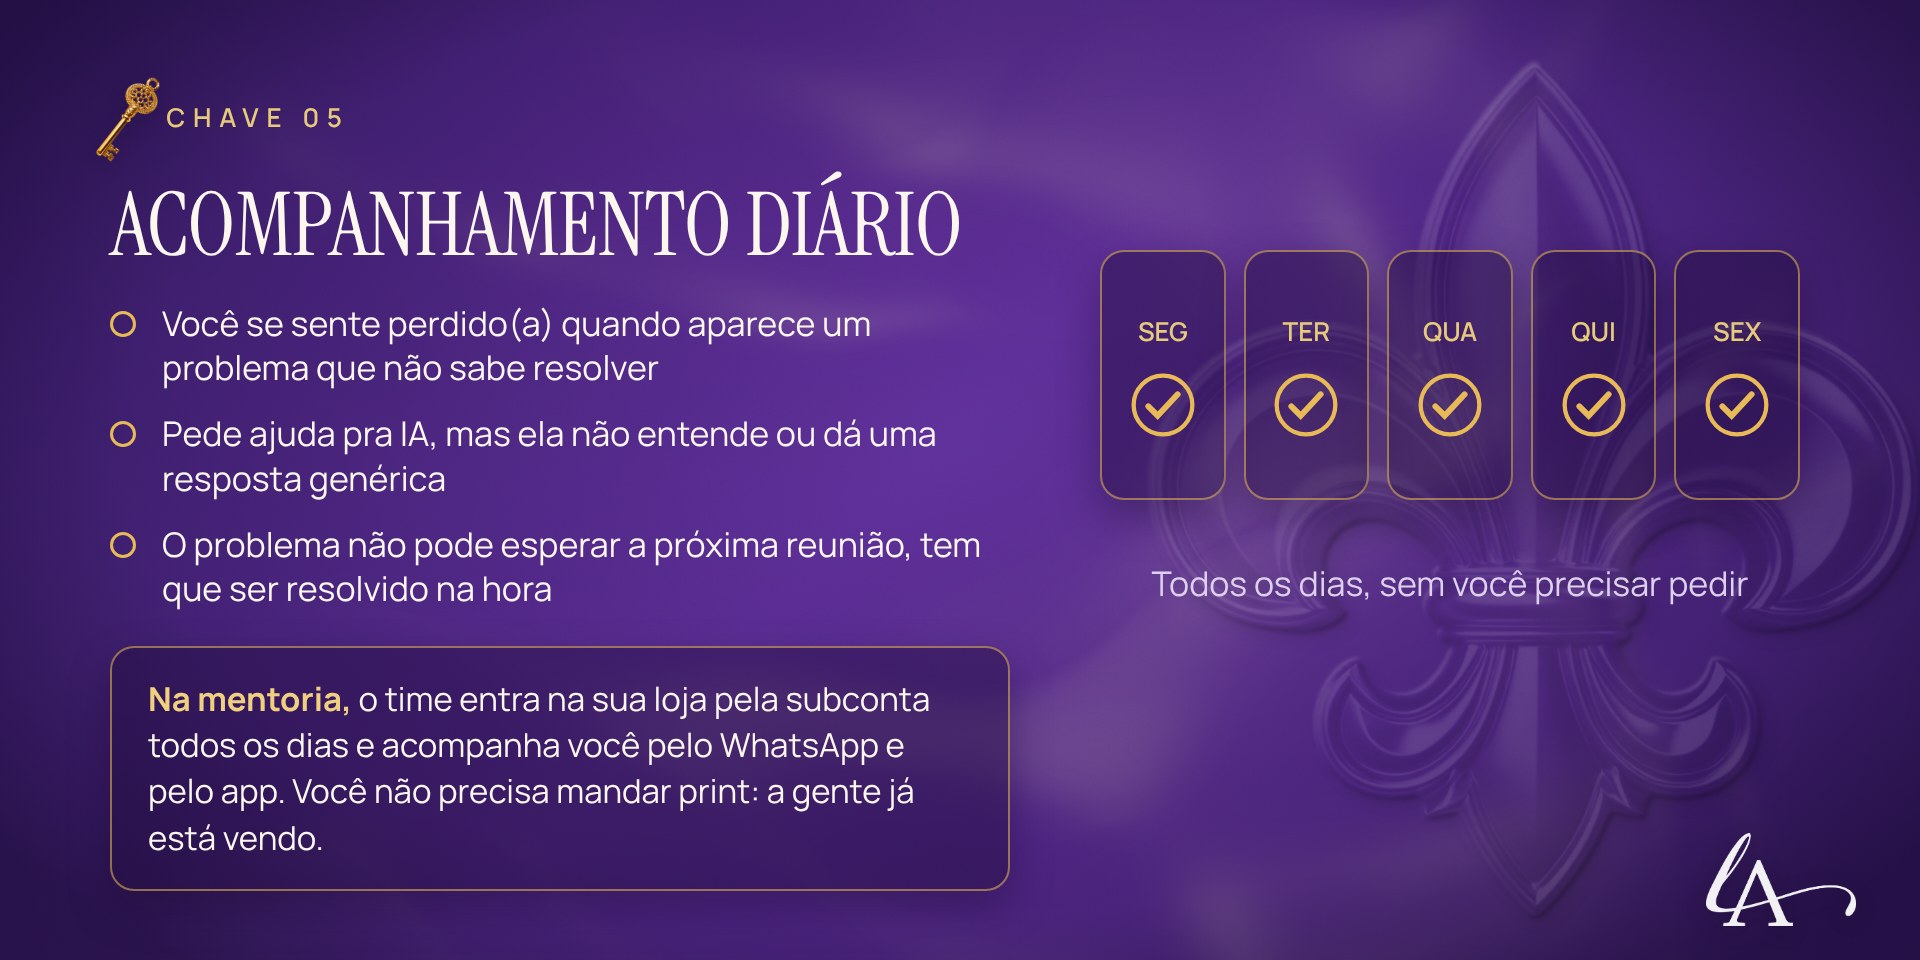 CHAVE 05
ACOMPANHAMENTO DIÁRIO
Você se sente perdido(a) quando aparece um
problema que não sabe resolver
Pede ajuda pra IA, mas ela não entende ou dá uma
resposta genérica
O problema não pode esperar a próxima reunião, tem
que ser resolvido na hora
Na mentoria, o time entra na sua loja pela subconta
todos os dias e acompanha você pelo WhatsApp e
pelo app. Você não precisa mandar print: a gente já
está vendo.
SEG TER QUA QUI SEX
Todos os dias, sem você precisar pedir
lA